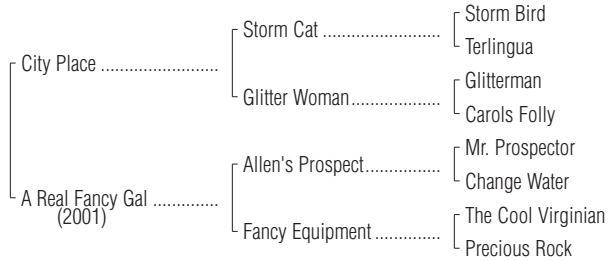 Storm Bird
Storm Cat ............................
Terlingua
City Place ............................
Glitterman
Glitter Woman.....................
Carols Folly
Mr. Prospector
Allen's Prospect..................
Change Water
A Real Fancy Gal ...............
(2001)
The Cool Virginian
Fancy Equipment ................
Precious Rock